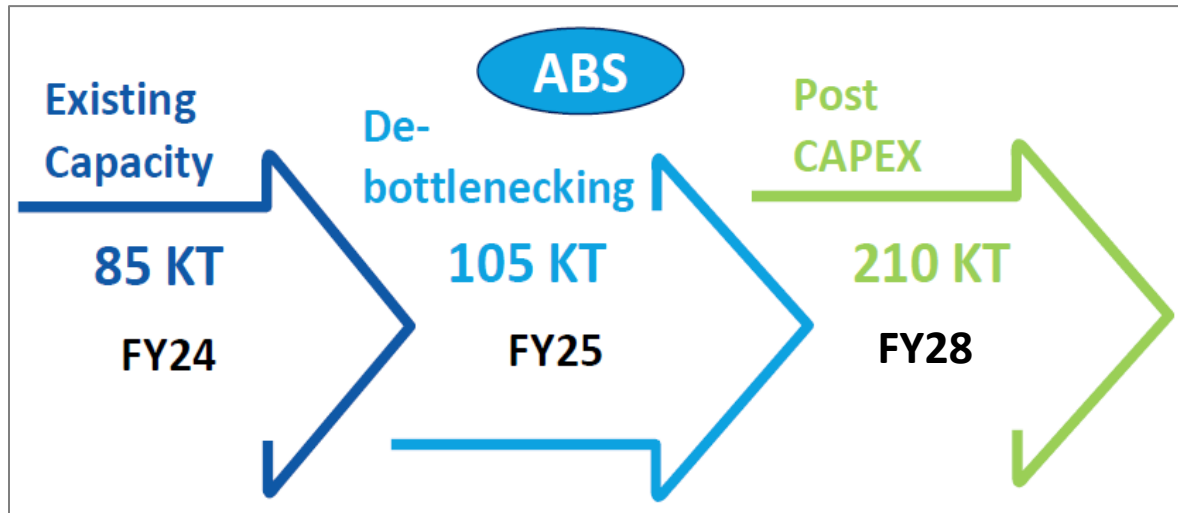 ABS
Existing
Capacity
85 KT
FY24
De-
bottlenecking
105 KT
FY25
Post
CAPEX
210 KT
FY28